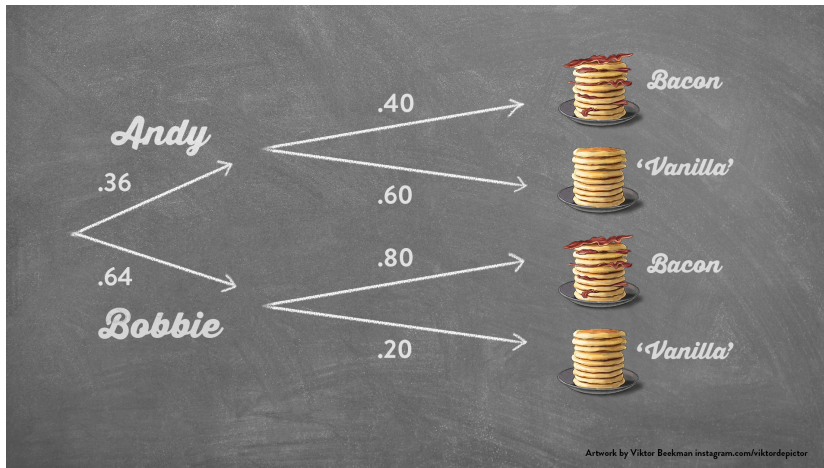 .40
Bacon
Andy
.36
'Vanilla'
.60
.64
.80
Bacon
Bobbie
.20
'Vanilla'
Artwork by Viktor Beekman instagram.com/viktordepictor